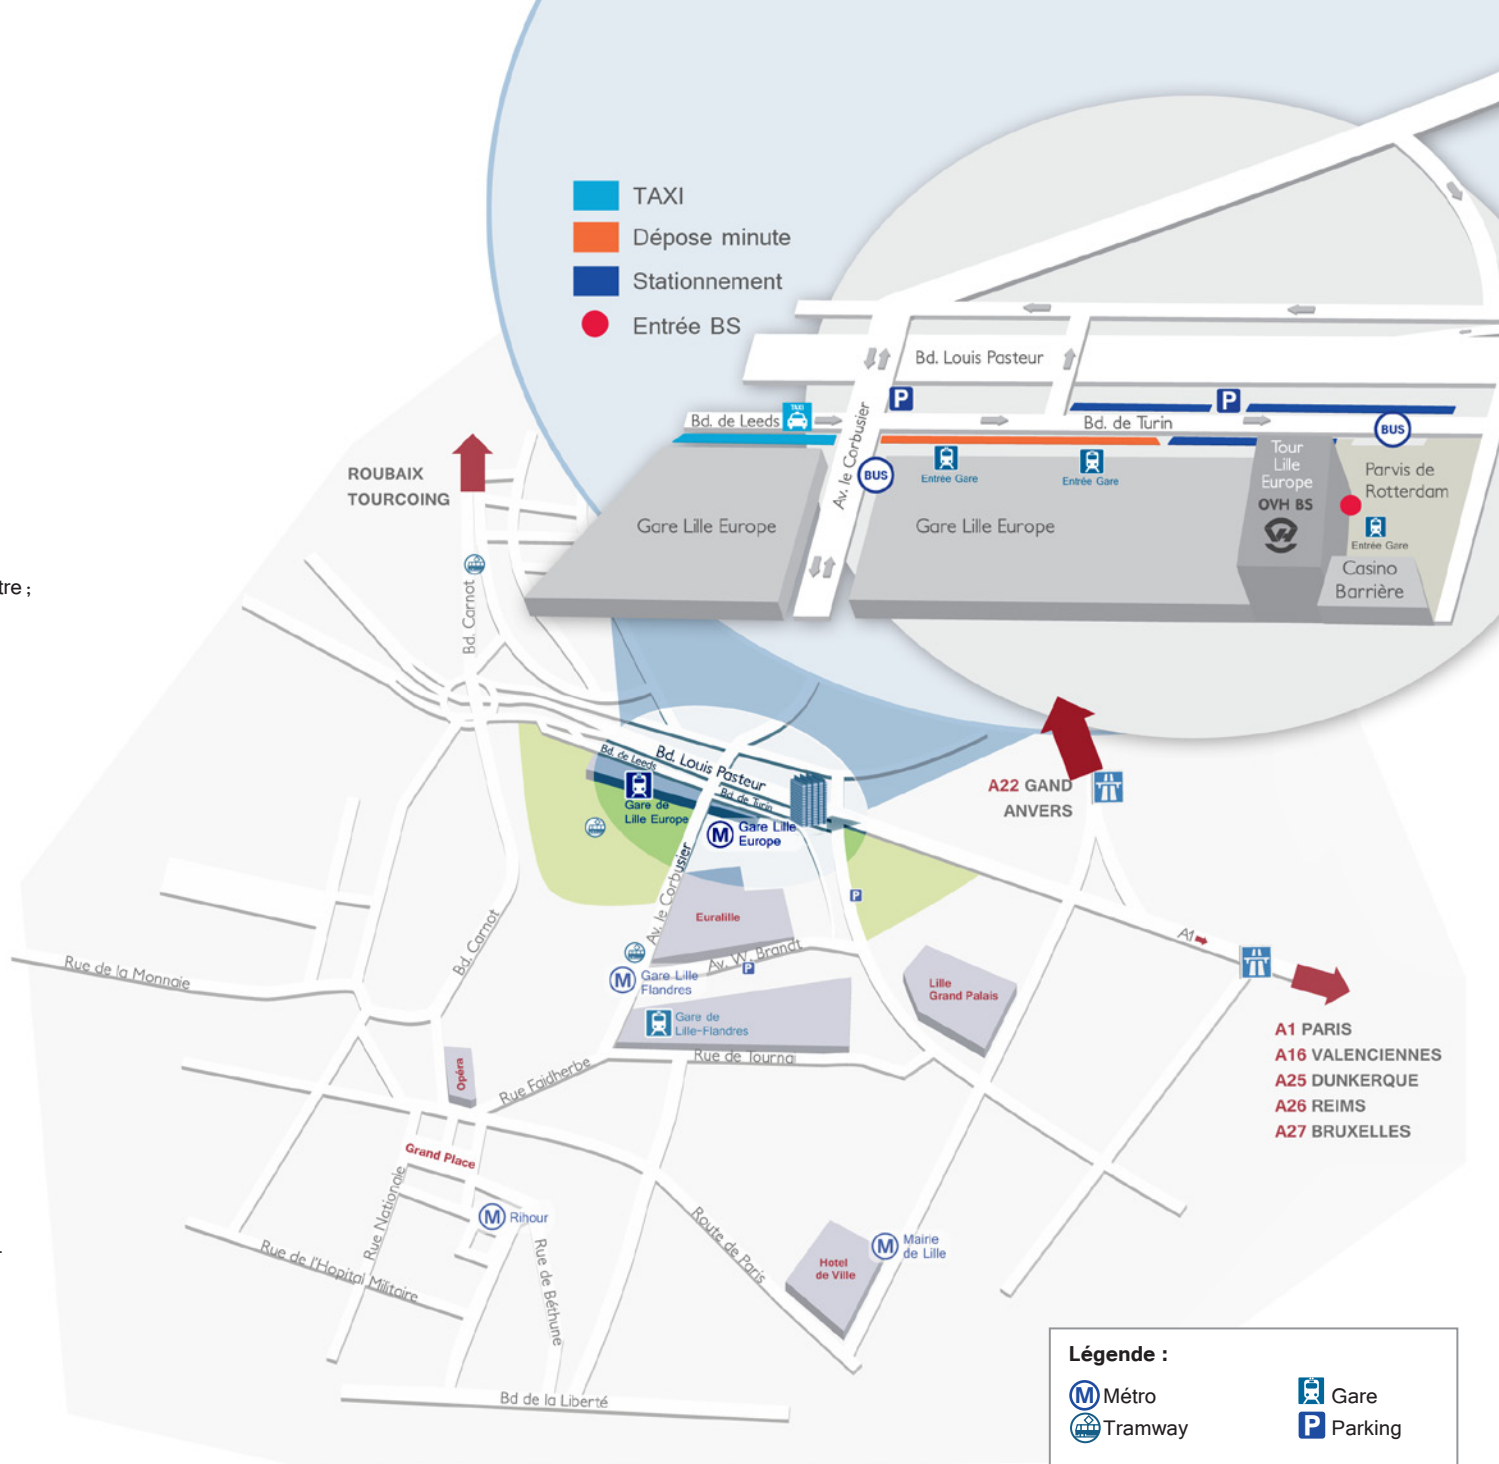 TAXI
Dépose minute
Stationnement
Entrée BS
Bd. Louis Pasteur
P
P
TAXI
Bd. de Leeds
Bd. de Turin
BUS
Av. le Corbusier
BUS
Entrée Gare
Entrée Gare
Tour
Lille
Europe
OVH BS
Parvis de
Rotterdam
Entrée Gare
Gare Lille Europe
Gare Lille Europe
Casino
Barrière
ROUBAIX
TOURCOING
tre ;
Bd. Carnot
Bd. Louis Pasteur
Bd. de Leeds
Bd. de Turin
Gare de
Lille Europe
M
Gare Lille
Europe
A22 GAND
ANVERS
Av. le Corbusier
Euralille
P
Bd. Carnot
Av. W. Brandt
P
A1
Rue de la Monnaie
M
Gare Lille
Flandres
Gare de
Lille-Flandres
Lille
Grand Palais
A1 PARIS
A16 VALENCIENNES
A25 DUNKERQUE
A26 REIMS
A27 BRUXELLES
Opéra
Rue Faidherbe
Rue de Tournai
Grand Place
Rue Nationale
M
Rihour
Rue de l'Hopital Militaire
Rue de Béthune
Route de Paris
M
Mairie
de Lille
Hotel
de Ville
Bd de la Liberté
Légende :
M Métro
Gare
Tramway
P Parking